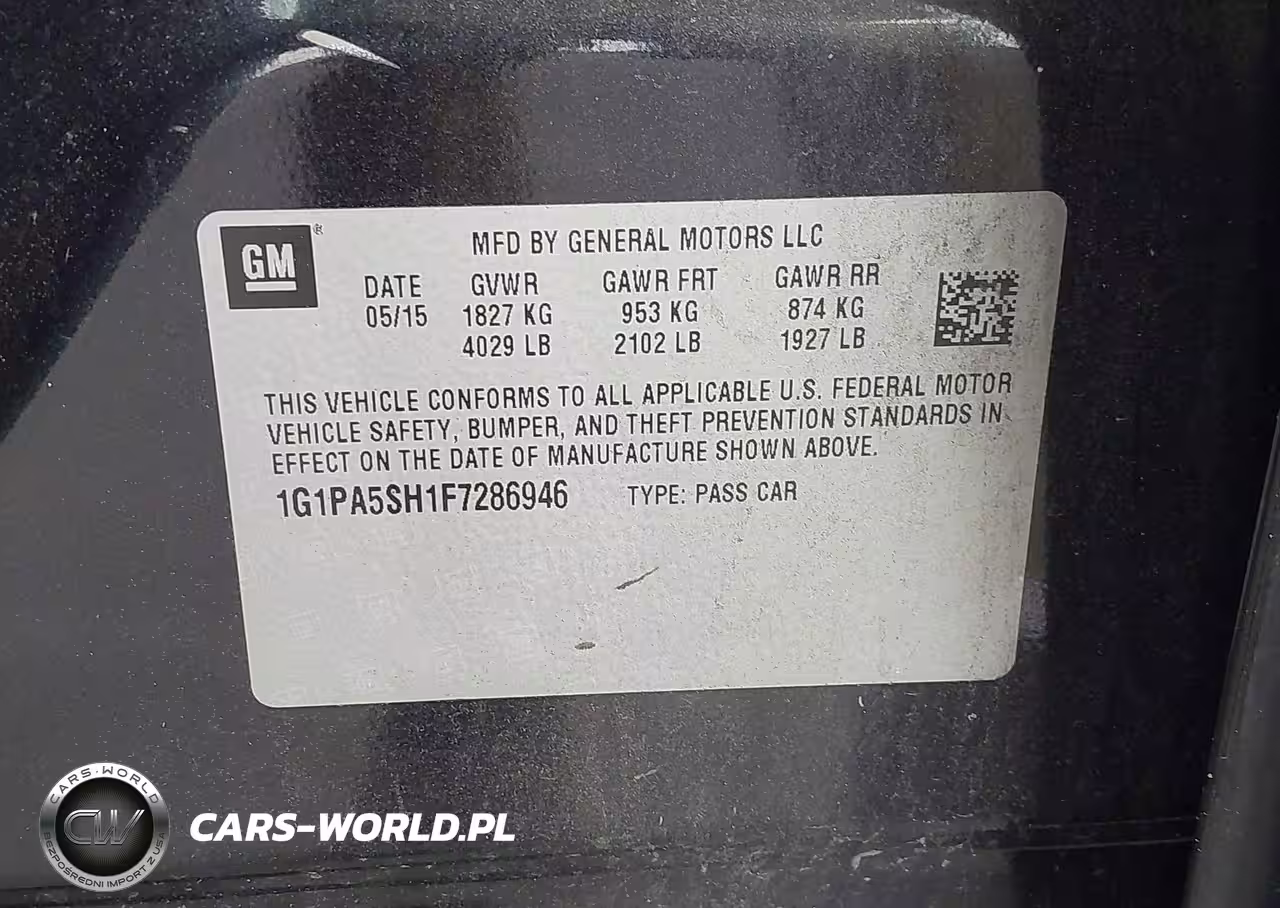 GM ®
MFD BY GENERAL MOTORS LLC
DATE GVWR GAWR FRT GAWR RR
05/15 1827 KG 953 KG 874 KG
4029 LB 2102 LB 1927 LB
THIS VEHICLE CONFORMS TO ALL APPLICABLE U.S. FEDERAL MOTOR
VEHICLE SAFETY, BUMPER, AND THEFT PREVENTION STANDARDS IN
EFFECT ON THE DATE OF MANUFACTURE SHOWN ABOVE.
1G1PA5SH1F7286946 TYPE: PASS CAR
CARS-WORLD
CW
BEZPOŚREDNI IMPORT Z USA
CARS-WORLD.PL